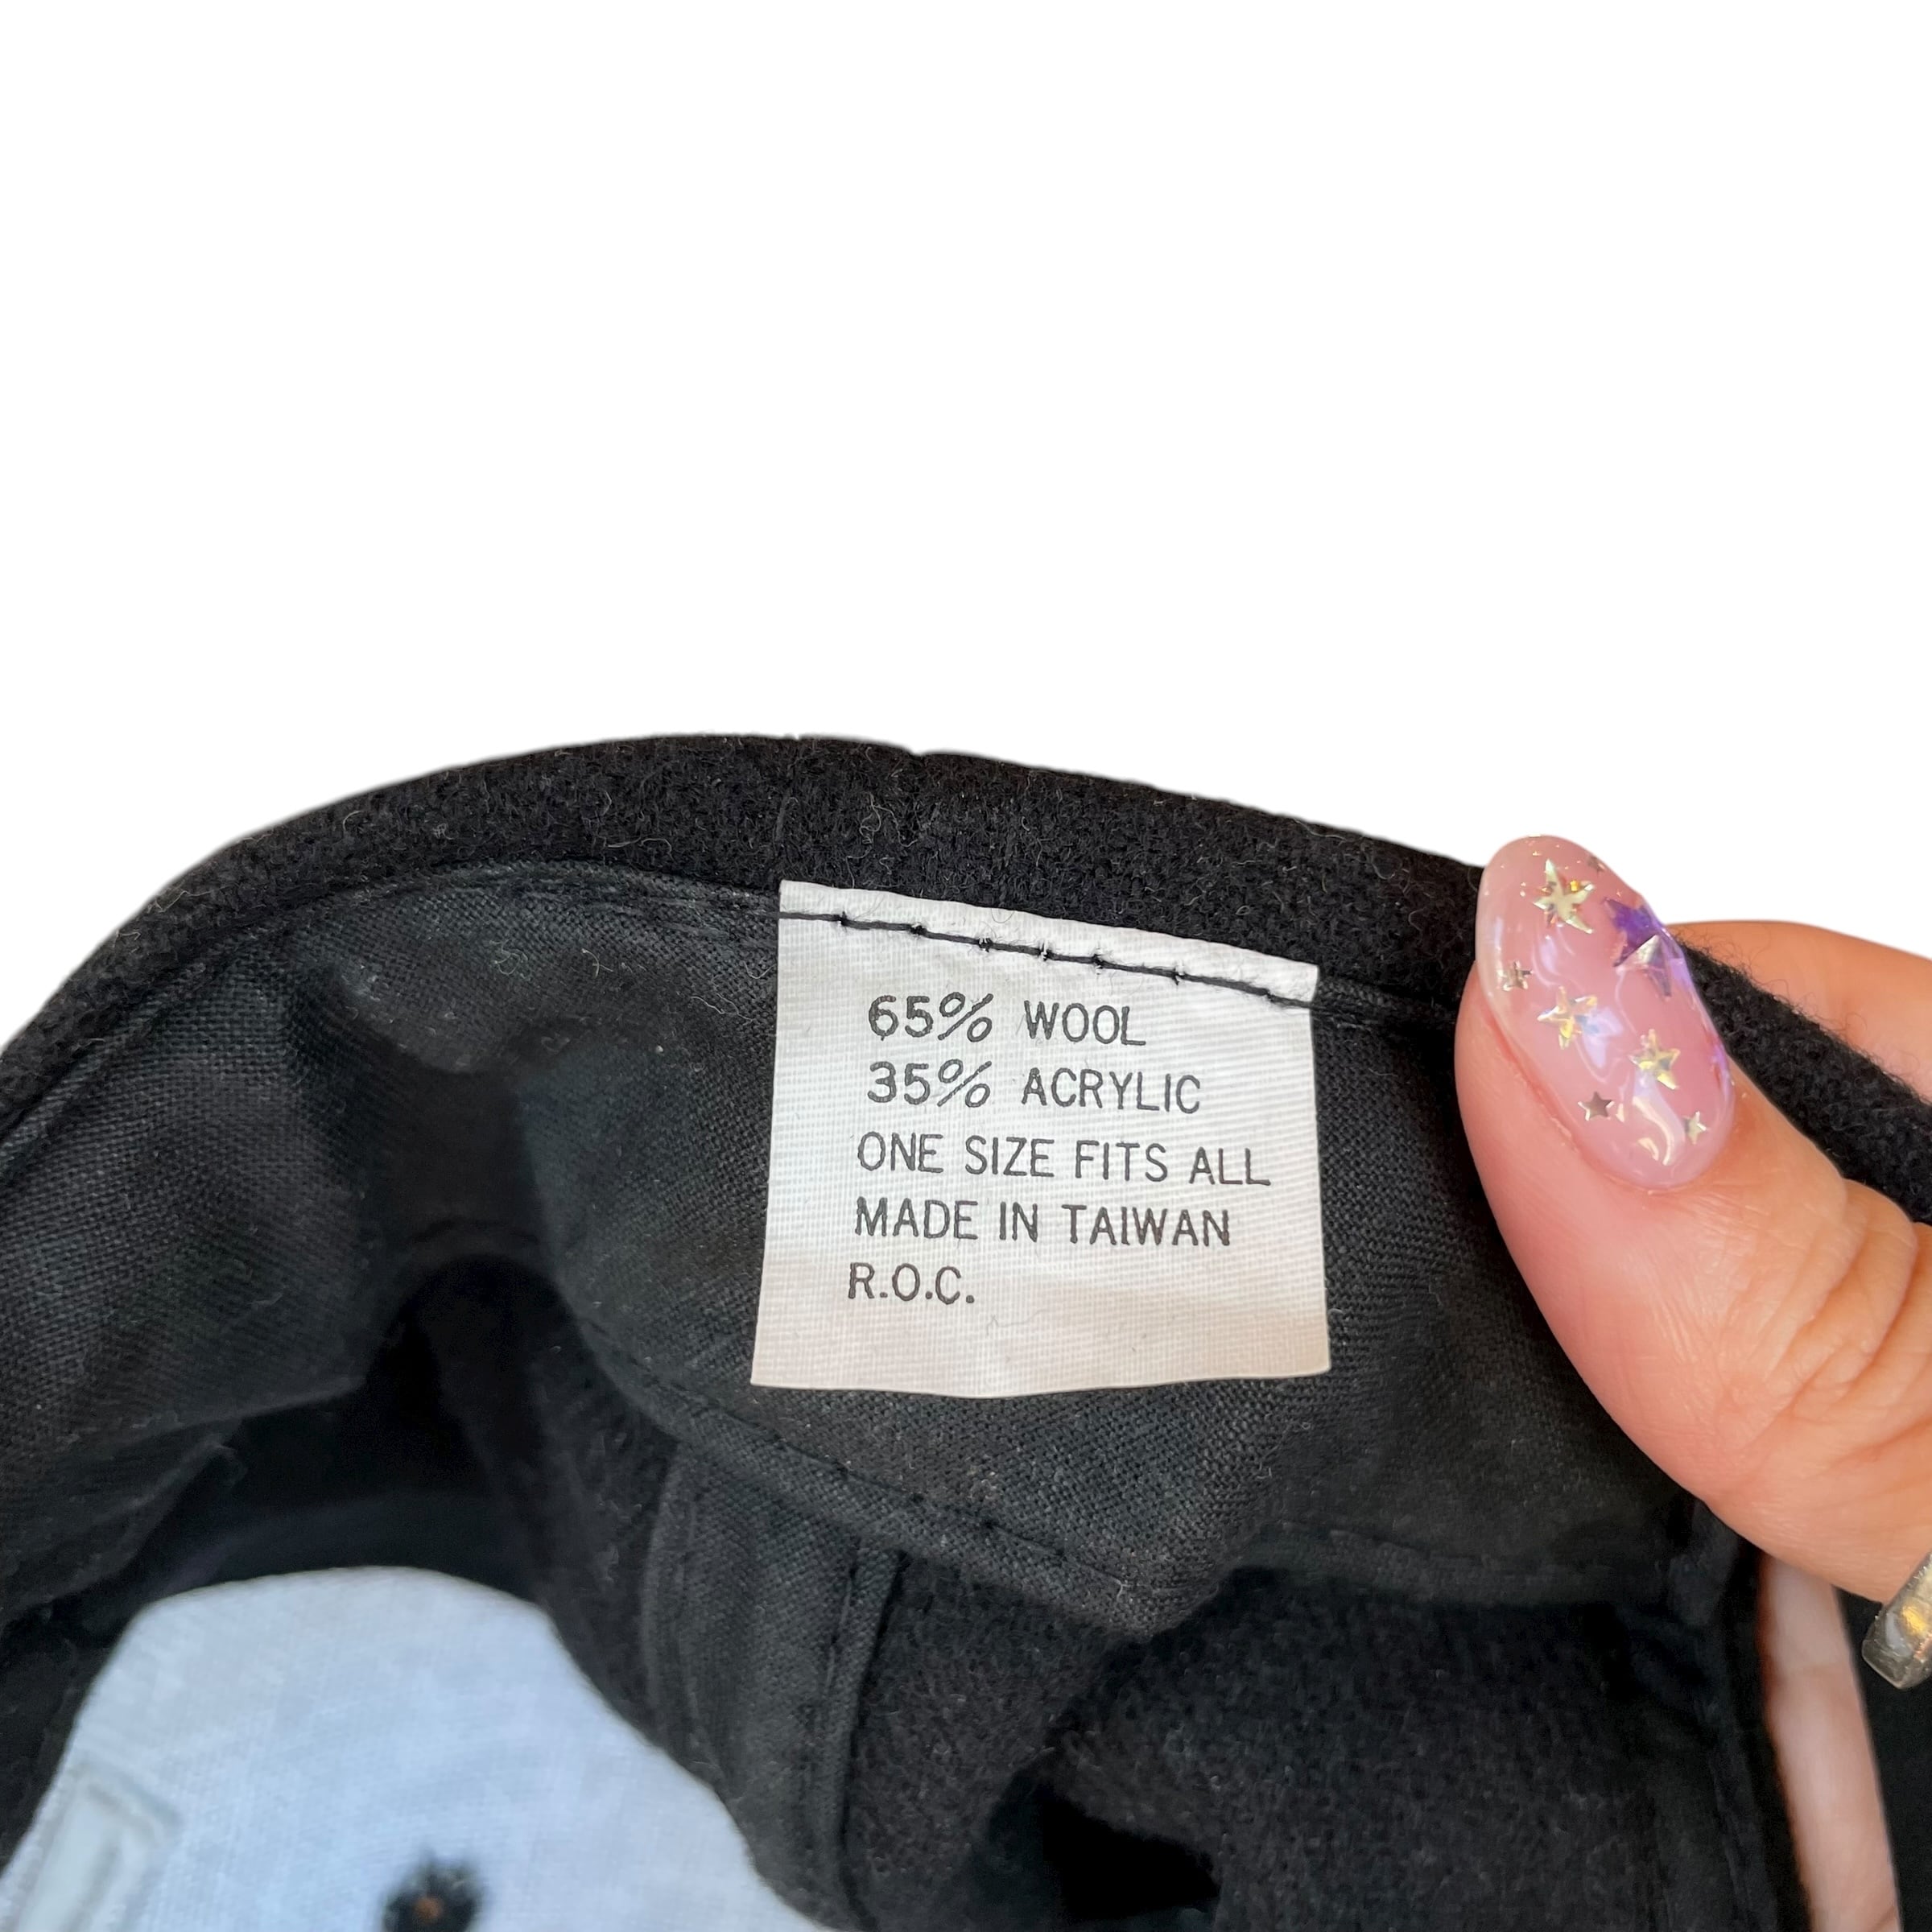 65% WOOL
35% ACRYLIC
ONE SIZE FITS ALL
MADE IN TAIWAN
R.O.C.